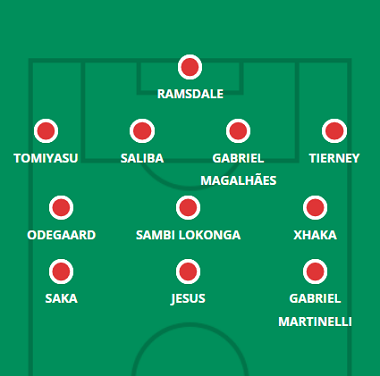 RAMSDALE
TOMIYASU SALIBA GABRIEL TIERNEY
MAGALHÃES
ODEGAARD SAMBI LOKONGA XHAKA
SAKA JESUS GABRIEL
MARTINELLI